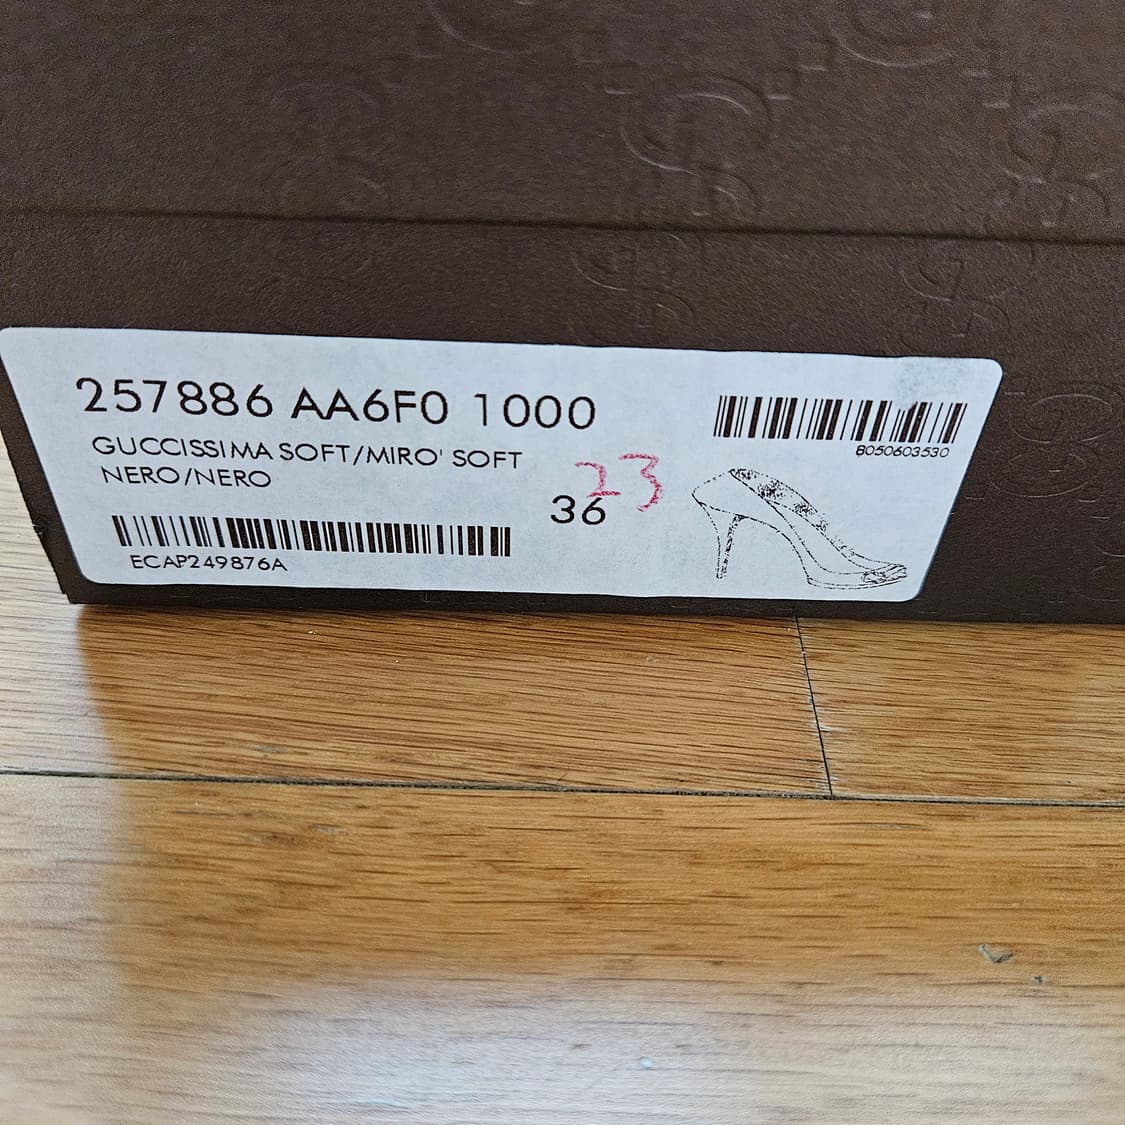 257886 AA6F0 1000
GUCCISSIMA SOFT/MIRO' SOFT
NERO/NERO
36
23
ECAP249876A
8050603530